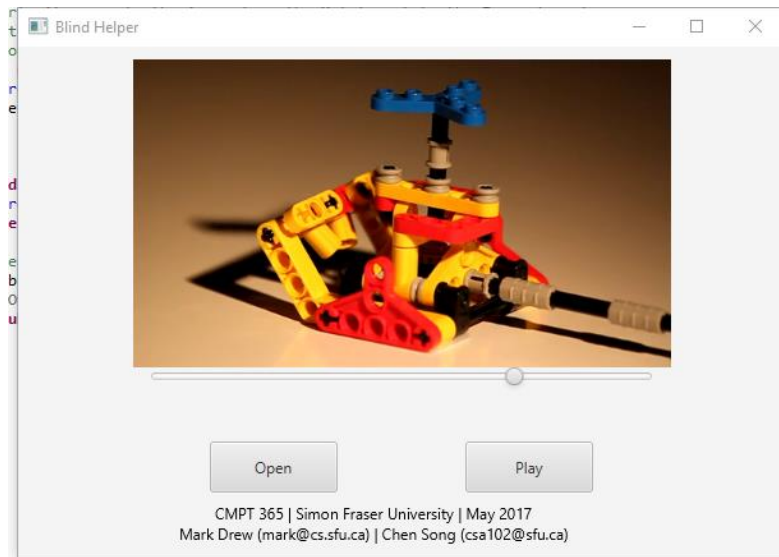 Blind Helper
Open
Play
CMPT 365 | Simon Fraser University | May 2017
Mark Drew (mark@cs.sfu.ca) | Chen Song (csa102@sfu.ca)